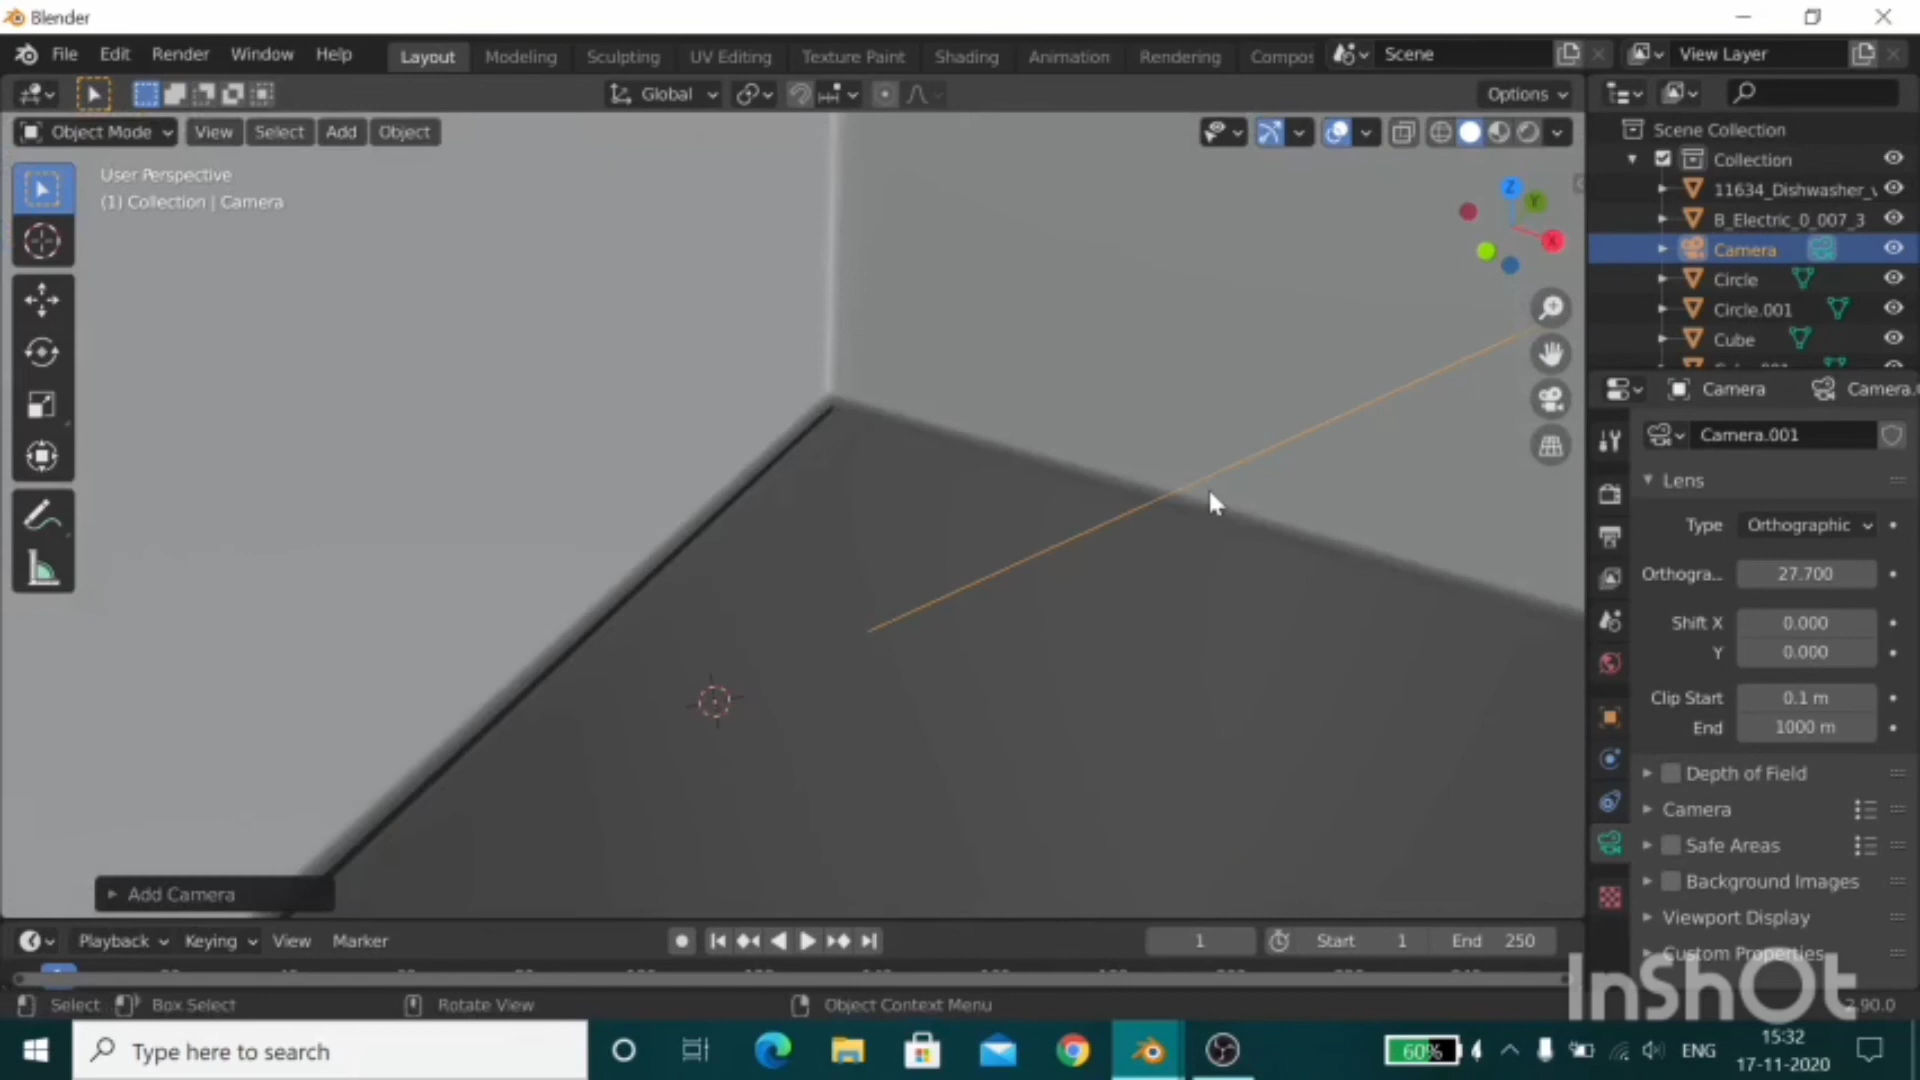 Blender
File Edit Render Window Help
Layout Modeling Sculpting UV Editing Texture Paint Shading Animation Rendering Compos
Scene
View Layer
Global
Options
Object Mode View Select Add Object
User Perspective
(1) Collection | Camera
Z
Y
X
Scene Collection
Collection
11634_Dishwasher_v
B_Electric_0_007_3
Camera
Circle
Circle.001
Cube
Camera
Camera.
Camera.001
Lens
Type Orthographic
Orthogra... 27.700
Shift X 0.000
Y 0.000
Clip Start 0.1 m
End 1000 m
Depth of Field
Camera
Safe Areas
Background Images
Viewport Display
Custom Properties
Add Camera
Playback Keying View Marker
1
Start 1
End 250
InShOt
Select Box Select Rotate View Object Context Menu
2.90.0
Type here to search
60%
ENG
15:32
17-11-2020